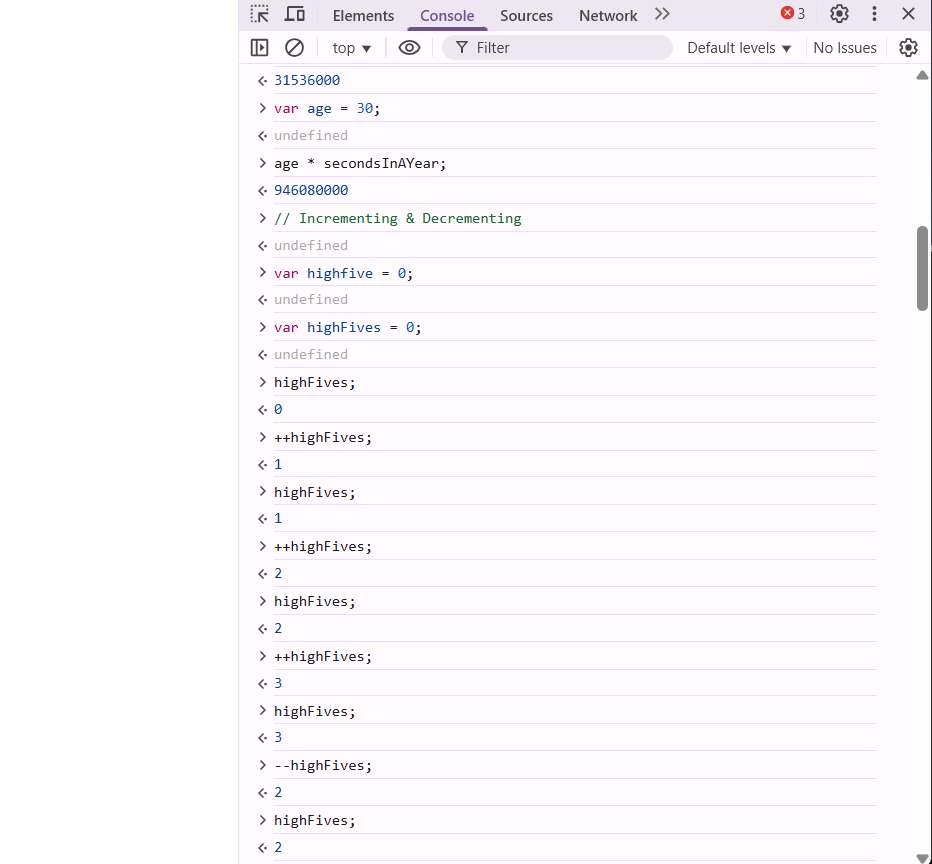 Elements Console Sources Network 3
top Filter Default levels No Issues
31536000
var age = 30;
undefined
age * secondsInAYear;
946080000
// Incrementing & Decrementing
undefined
var highfive = 0;
undefined
var highFives = 0;
undefined
highFives;
0
++highFives;
1
highFives;
1
++highFives;
2
highFives;
2
++highFives;
3
highFives;
3
--highFives;
2
highFives;
2